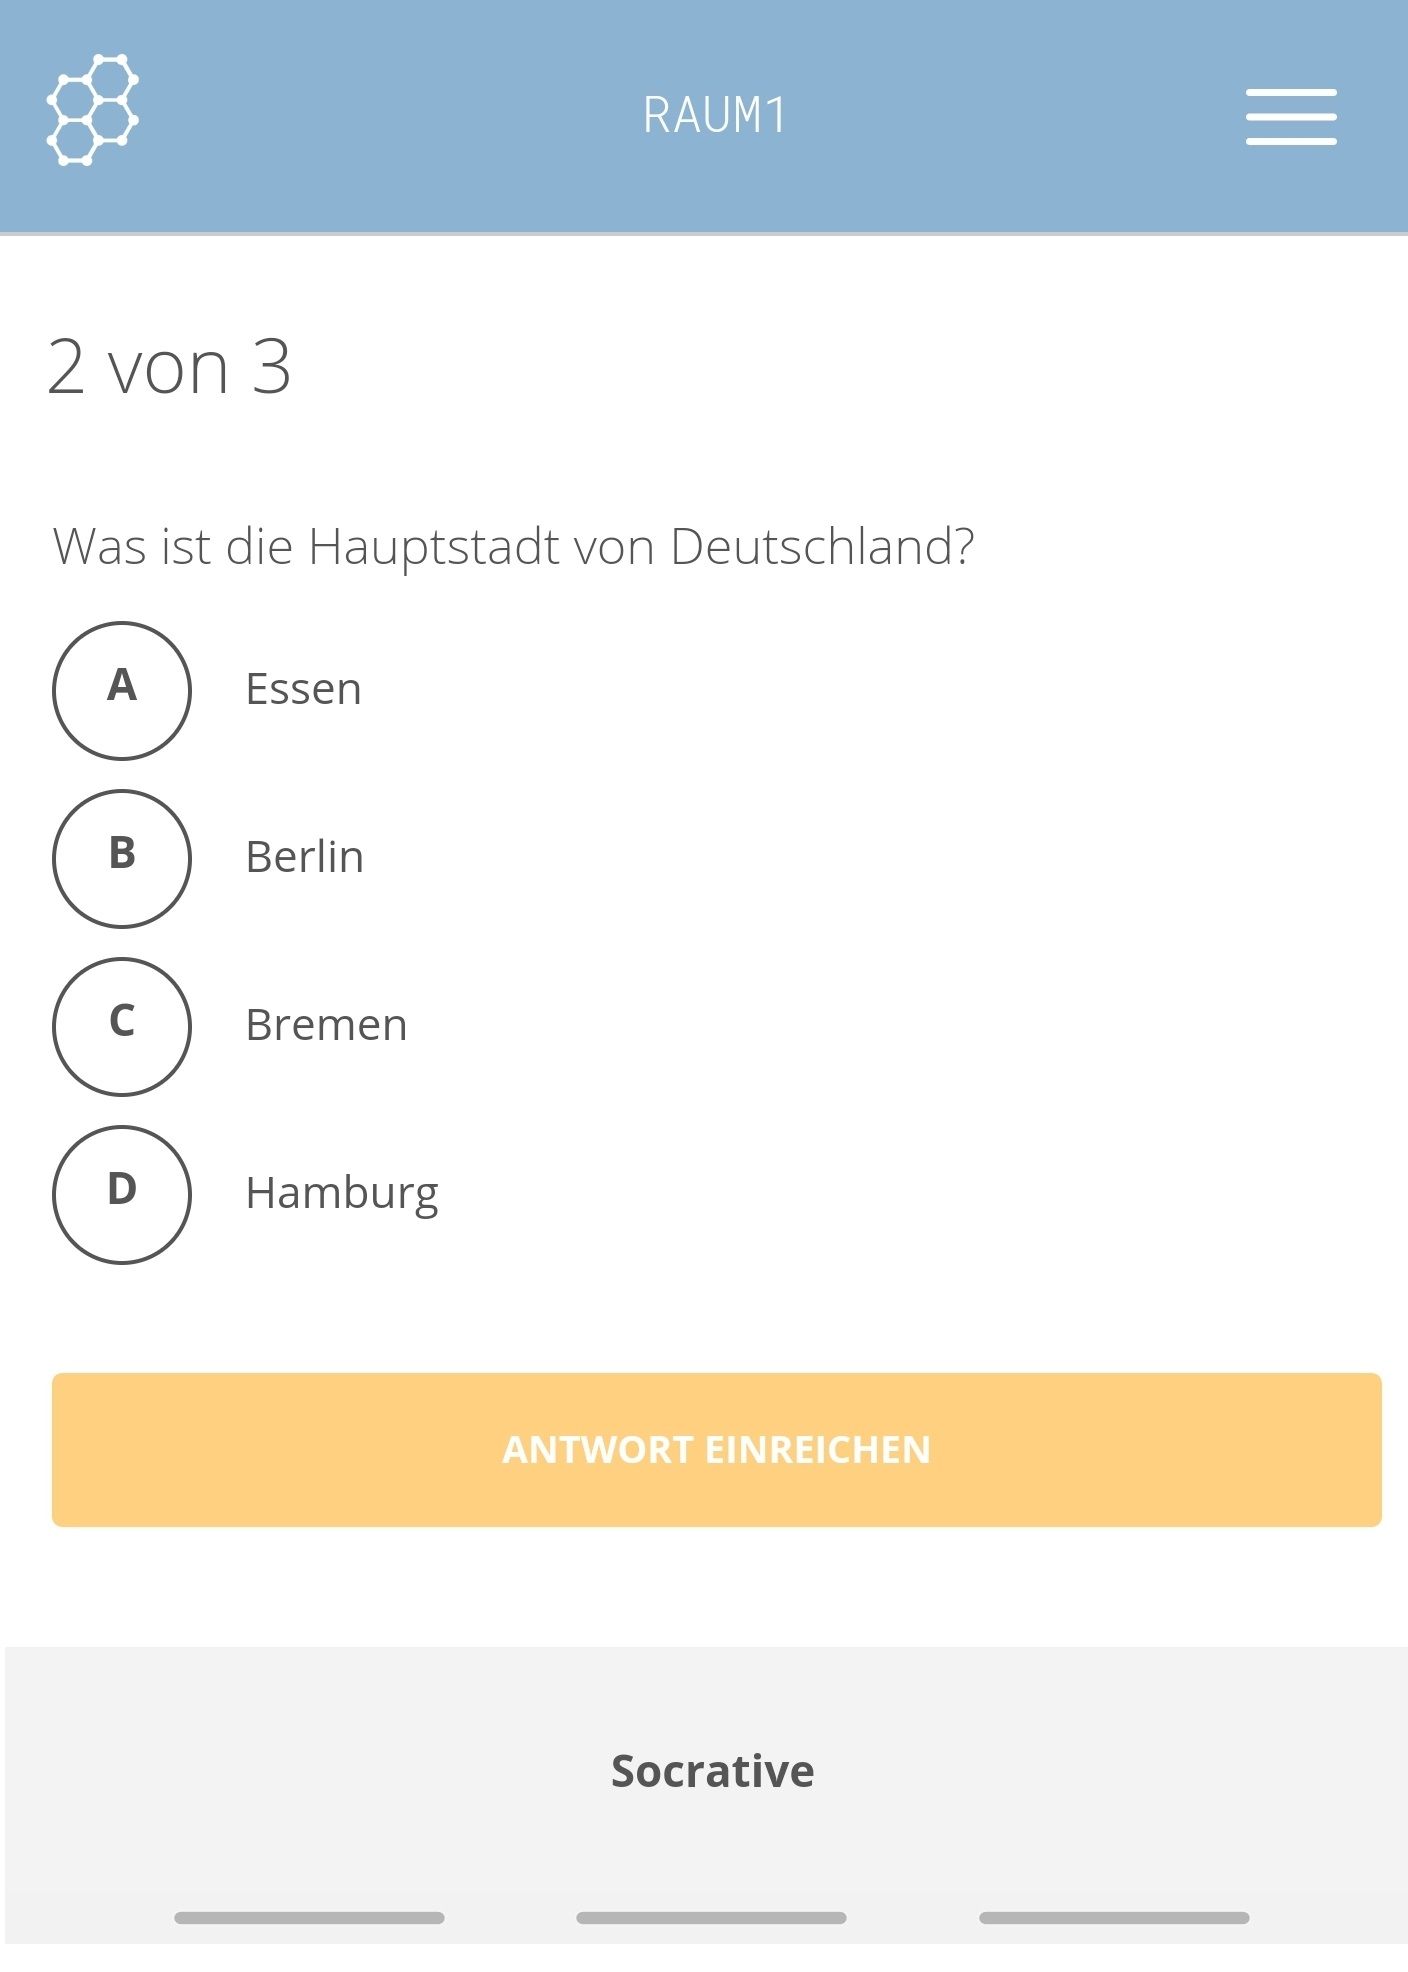 RAUM1
2 von 3
Was ist die Hauptstadt von Deutschland?
A Essen
B Berlin
C Bremen
D Hamburg
ANTWORT EINREICHEN
Socrative